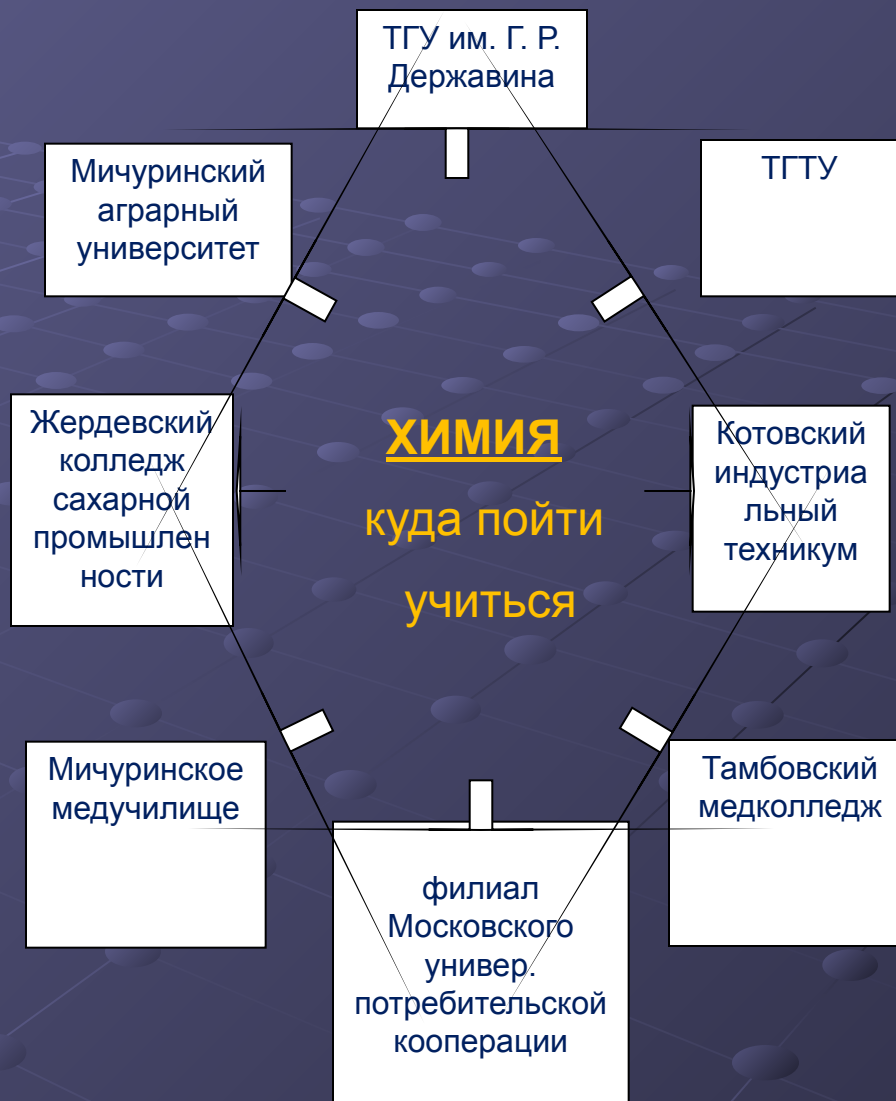 ТГУ им. Г. Р.
Державина
Мичуринский
аграрный
университет
ТГТУ
Жердевский
колледж
сахарной
промышлен
ности
ХИМИЯ
куда пойти
учиться
Котовский
индустриа
льный
техникум
Мичуринское
медучилище
филиал
Московского
универ.
потребительской
кооперации
Тамбовский
медколледж